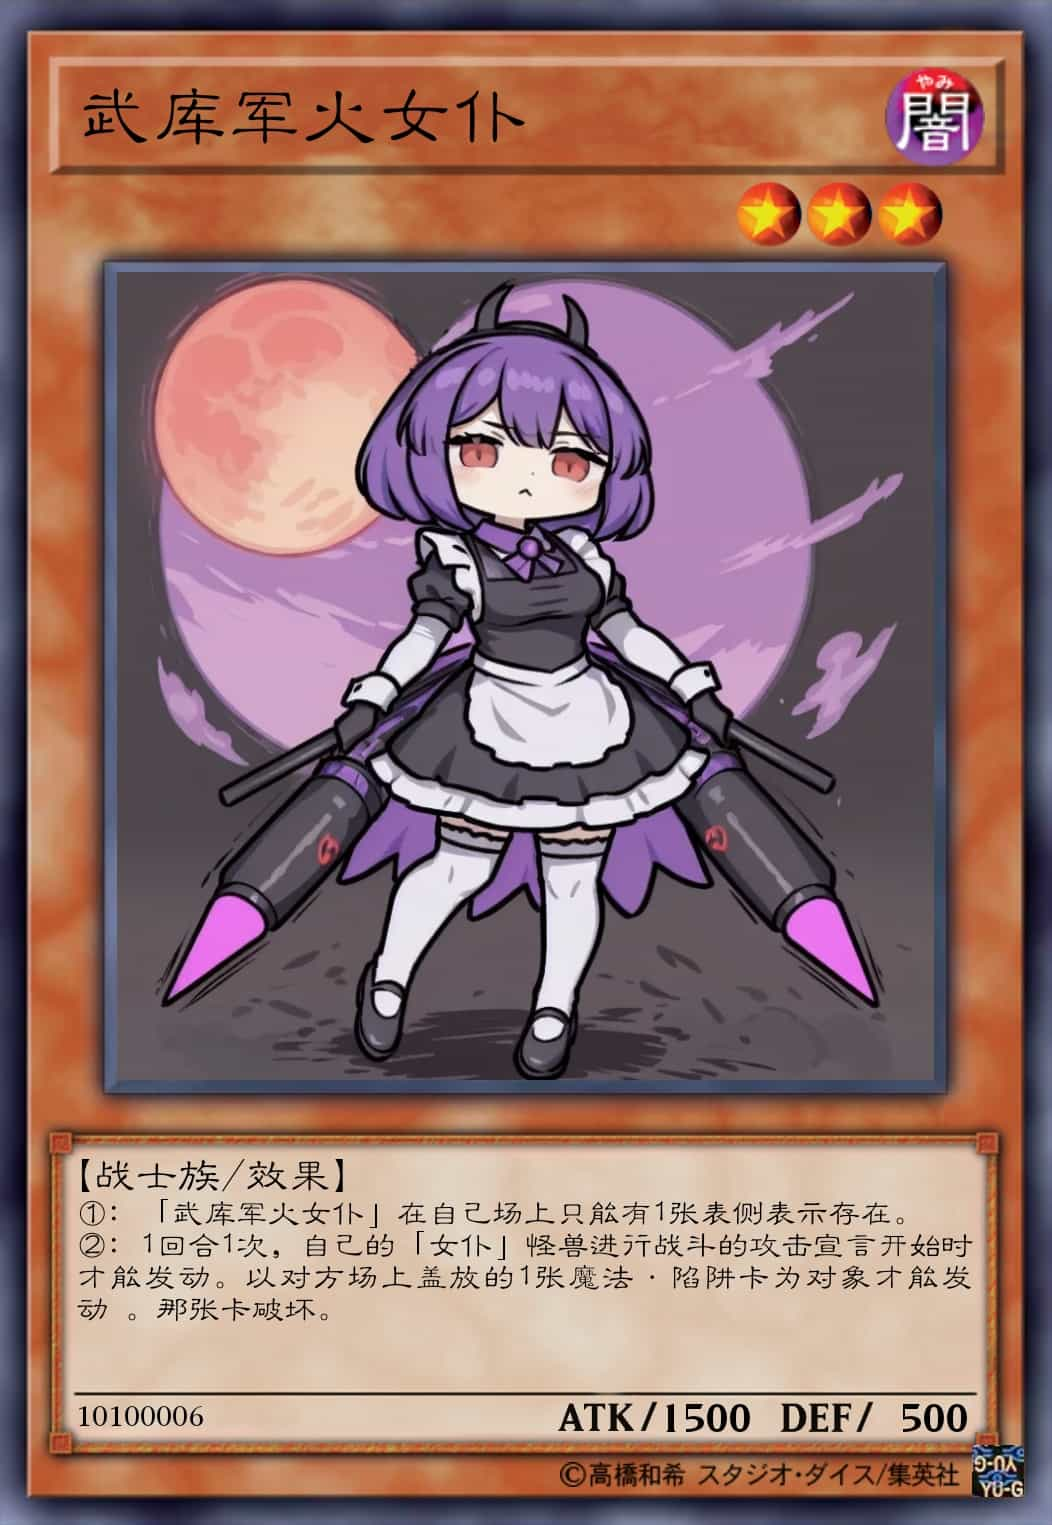 武库军火女仆
やみ
闇
【战士族/效果】
①：「武库军火女仆」在自己场上只能有1张表侧表示存在。
②：1回合1次，自己的「女仆」怪兽进行战斗的攻击宣言开始时
才能发动。以对方场上盖放的1张魔法·陷阱卡为对象才能发
动 。那张卡破坏。
10100006 ATK/1500 DEF/ 500
©高橋和希 スタジオ・ダイス/集英社
YU-G
YU-G